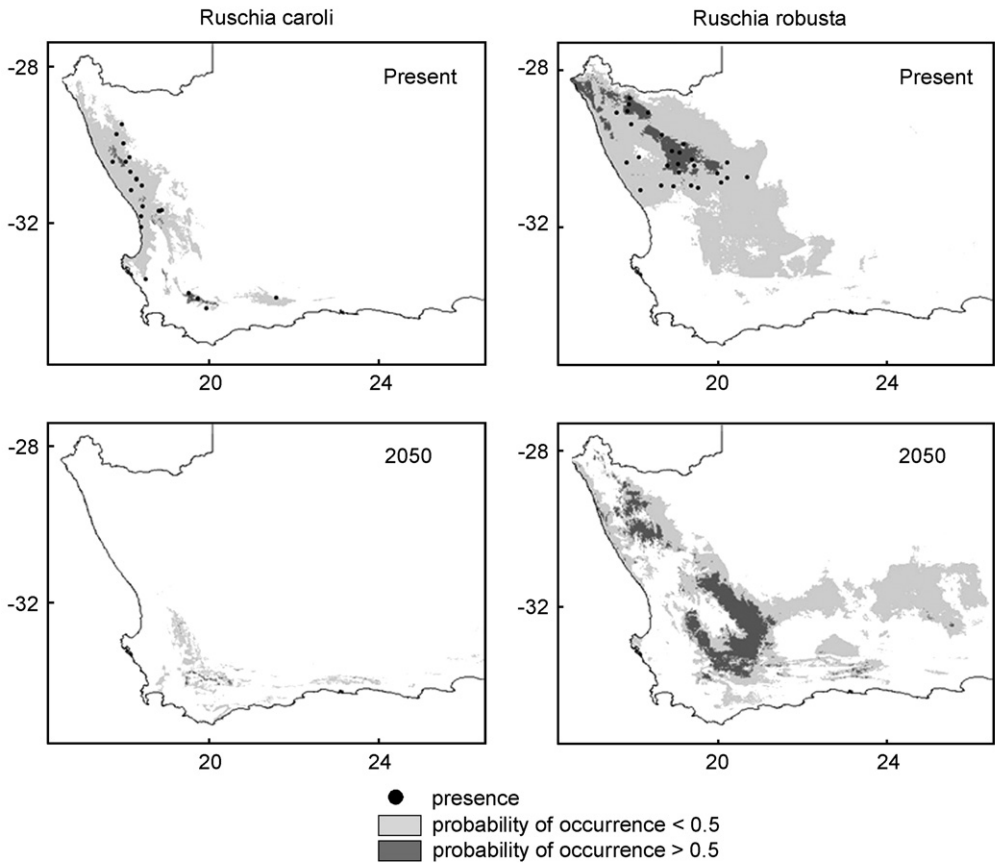 Ruschia caroli
Ruschia robusta
-28
Present
-32
20
24
-28
Present
-32
20
24
-28
2050
-32
20
24
-28
2050
-32
20
24
presence
probability of occurrence < 0.5
probability of occurrence > 0.5